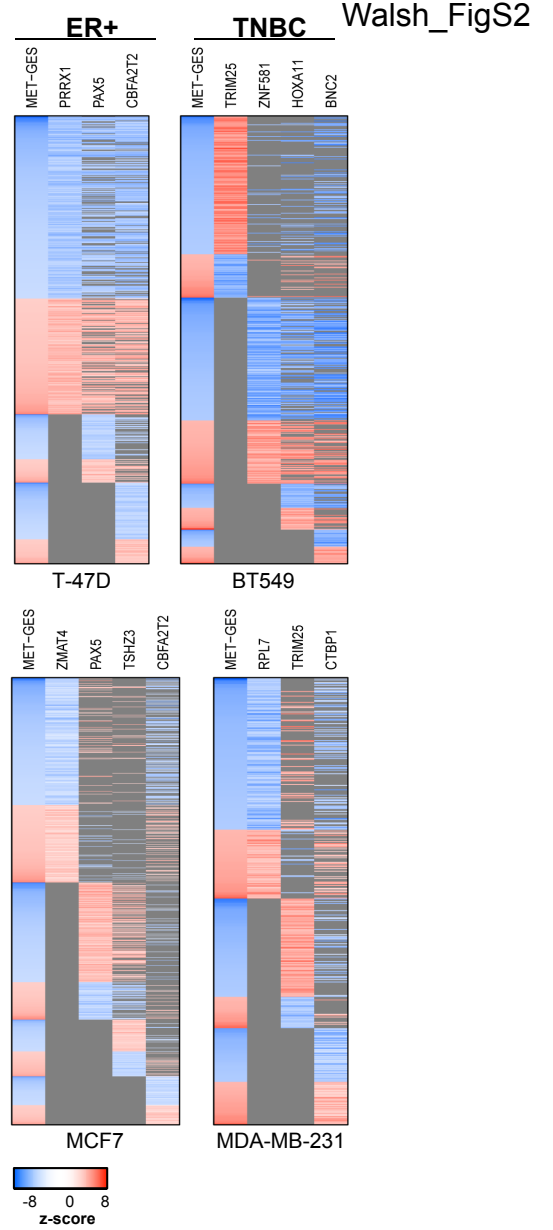 Walsh_FigS2
ER+ TNBC
MET-GES PRRX1 PAX5 CBFA2T2 MET-GES TRIM25 ZNF581 HOXA11 BNC2
T-47D BT549
MET-GES ZMAT4 PAX5 TSHZ3 CBFA2T2 MET-GES RPL7 TRIM25 CTBP1
MCF7 MDA-MB-231
-8 0 8
z-score